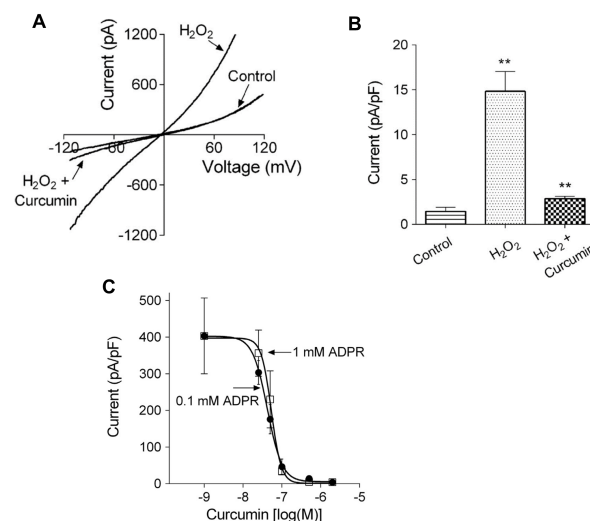 A
Current (pA)
1200
600
-600
-1200
-120
60
60
120
Voltage (mV)
H₂O₂
Control
H₂O₂ +
Curcumin
B
Current (pA/pF)
20
15
10
5
0
**
**
Control
H₂O₂
H₂O₂+
Curcumin
C
Current (pA/pF)
500
400
300
200
100
0
1 mM ADPR
0.1 mM ADPR
-9
-8
-7
-6
-5
Curcumin [log(M)]